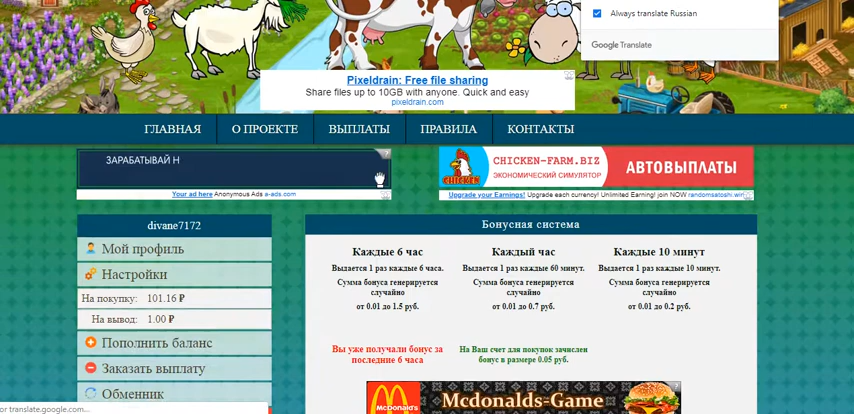 Always translate Russian
Google Translate
Pixeldrain: Free file sharing
Share files up to 10GB with anyone. Quick and easy
pixeldrain.com
ГЛАВНАЯ О ПРОЕКТЕ ВЫПЛАТЫ ПРАВИЛА КОНТАКТЫ
ЗАРАБАТЫВАЙ Н
Your ad here Anonymous Ads a-ads.com
CHICKEN
CHICKEN-FARM.BIZ
ЭКОНОМИЧЕСКИЙ СИМУЛЯТОР
АВТОВЫПЛАТЫ
Upgrade your Earnings! Upgrade each currency! Unlimited Earning! join NOW randomsatoshi.win
divane7172
Мой профиль
Настройки
На покупку: 101.16 ₽
На вывод: 1.00 ₽
Пополнить баланс
Заказать выплату
Обменник
Бонусная система
Каждые 6 час
Выдается 1 раз каждые 6 часа.
Сумма бонуса генерируется
случайно
от 0.01 до 1.5 руб.
Вы уже получали бонус за
последние 6 часа
Каждый час
Выдается 1 раз каждые 60 минут.
Сумма бонуса генерируется
случайно
от 0.01 до 0.7 руб.
На Ваш счет для покупок зачислен
бонус в размере 0.05 руб.
Каждые 10 минут
Выдается 1 раз каждые 10 минут.
Сумма бонуса генерируется
случайно
от 0.01 до 0.2 руб.
McDonald's
Mcdonalds-Game
or translate.google.com...